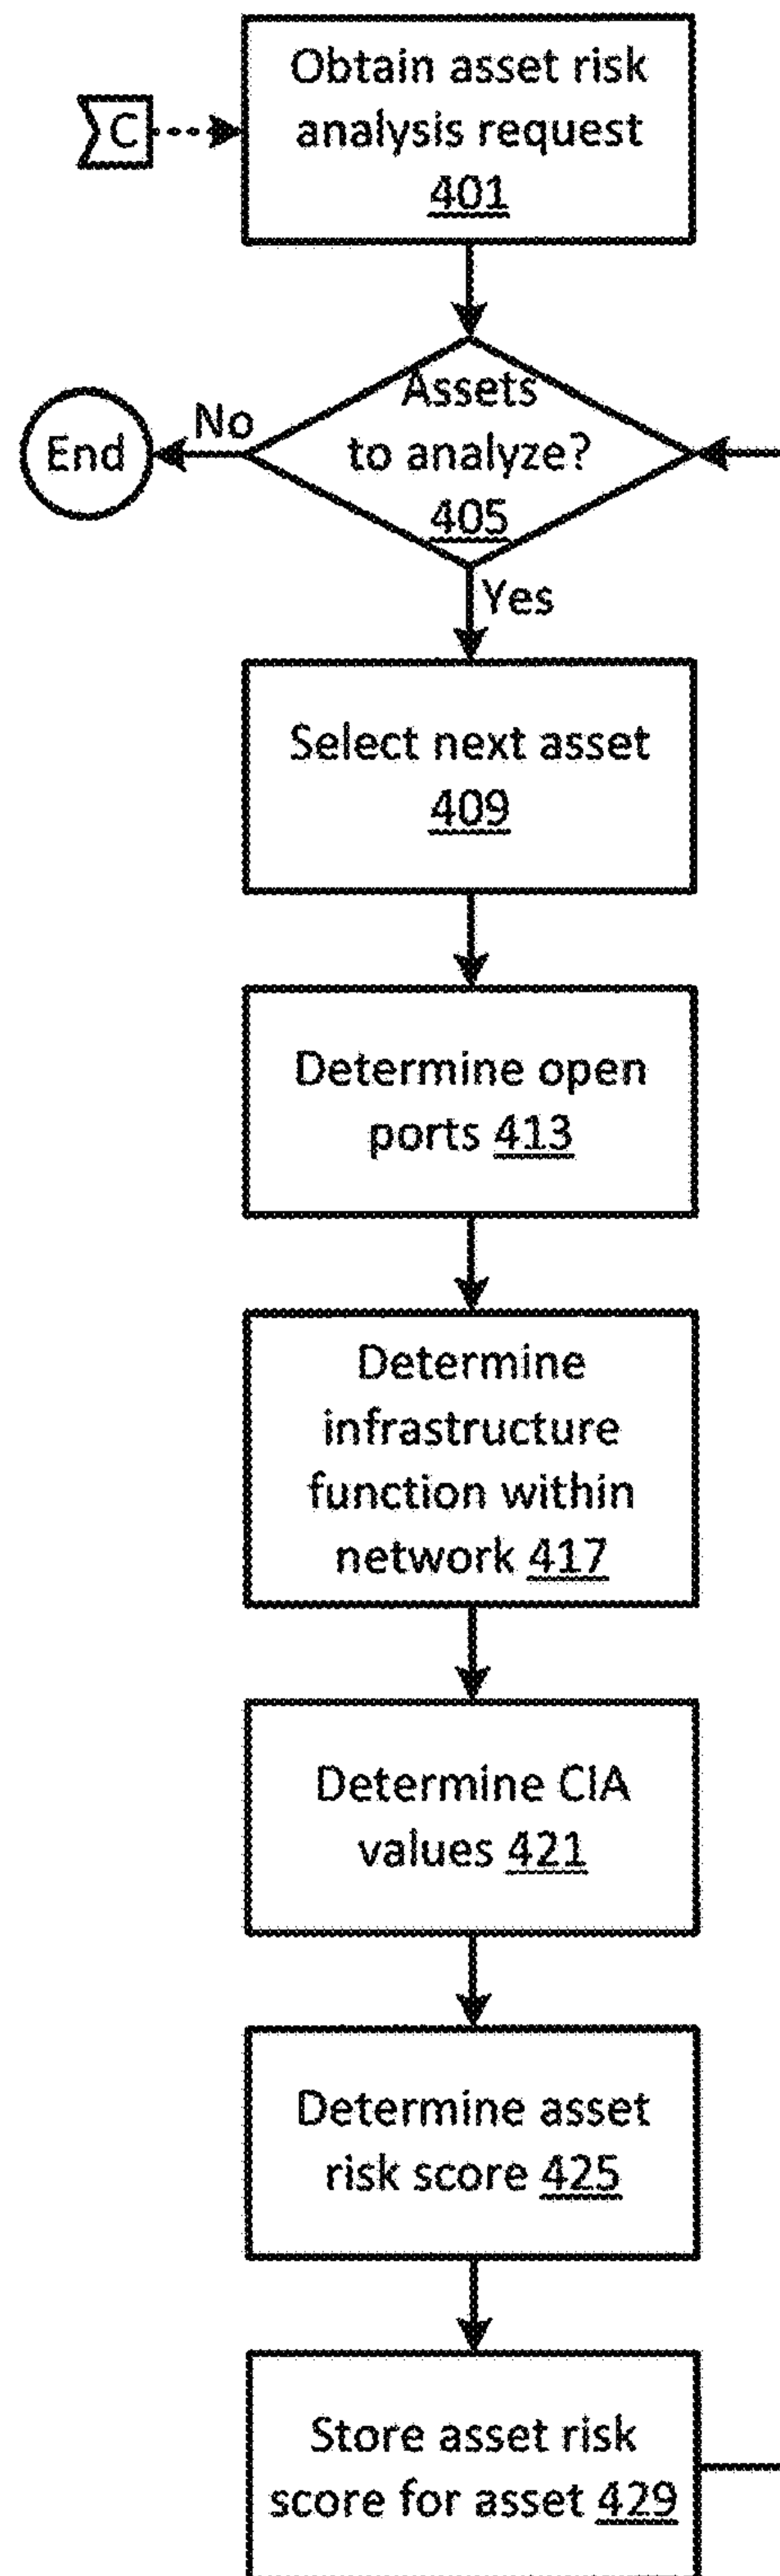 Obtain asset risk
analysis request
401
C
Assets
to analyze?
405
No
End
Yes
Select next asset
409
Determine open
ports 413
Determine
infrastructure
function within
network 417
Determine CIA
values 421
Determine asset
risk score 425
Store asset risk
score for asset 429